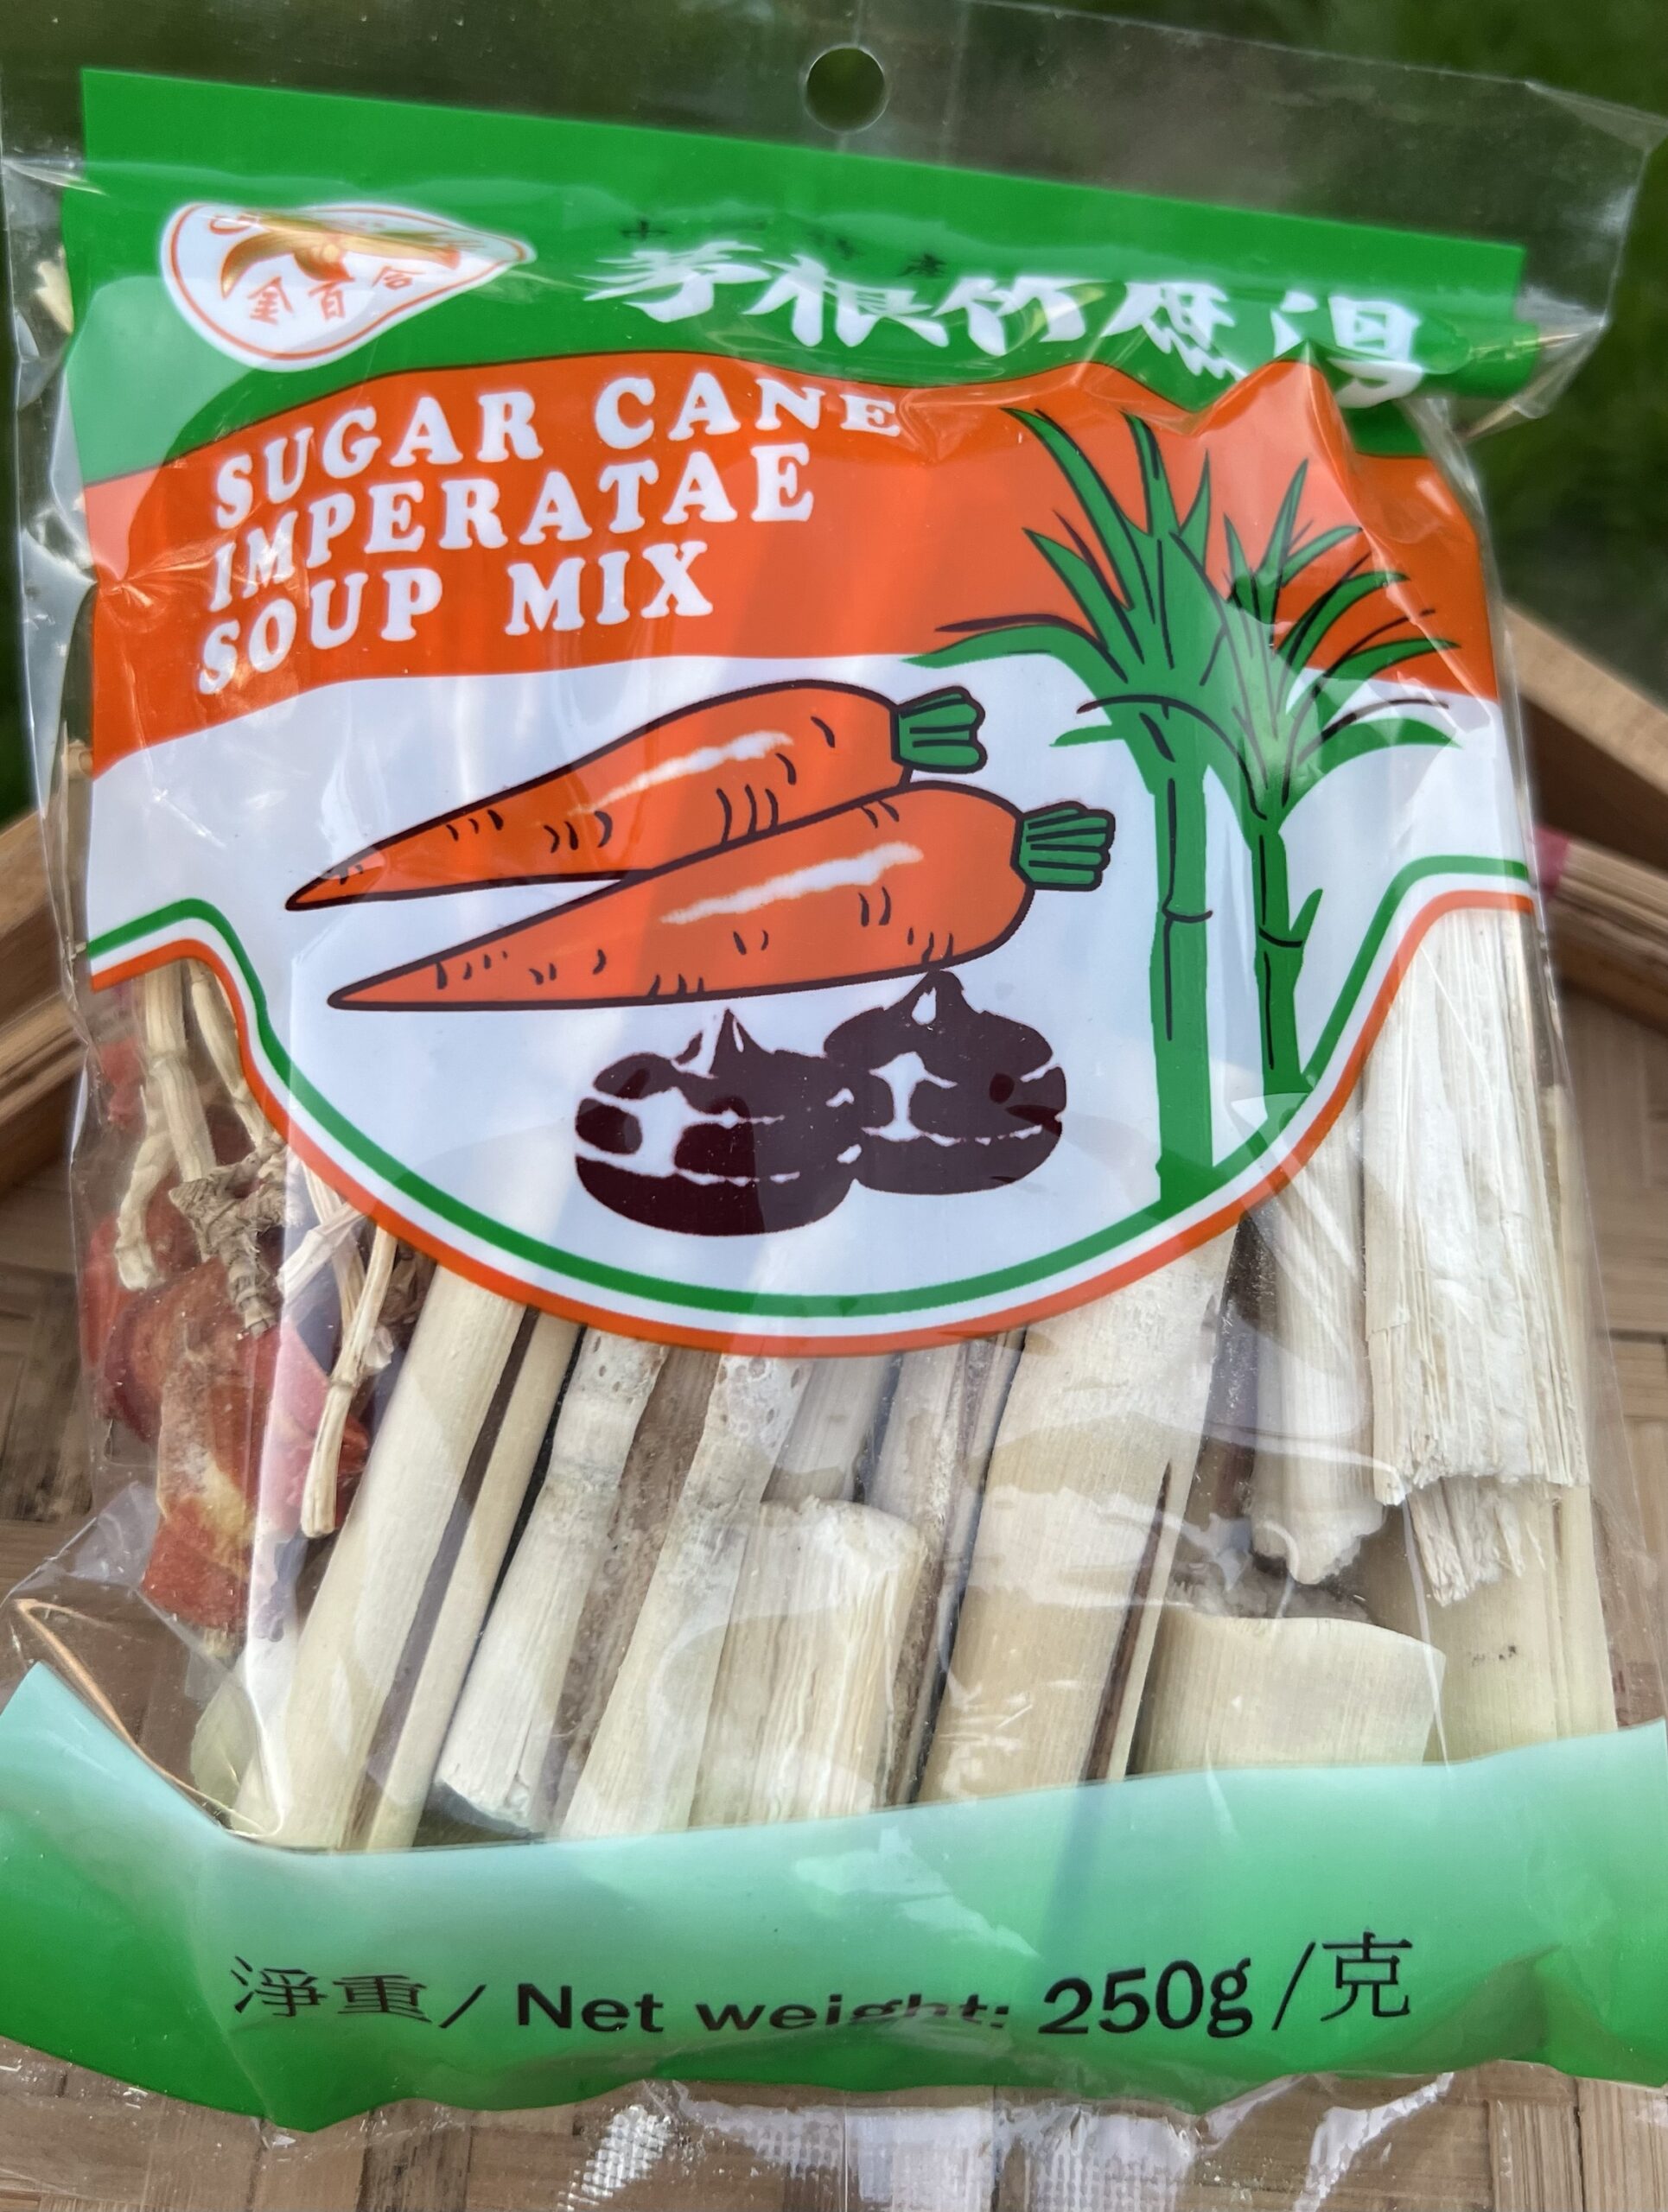 金百合
茅根竹蔗湯
SUGAR CANE
IMPERATAE
SOUP MIX
淨重/Net weight: 250g/克